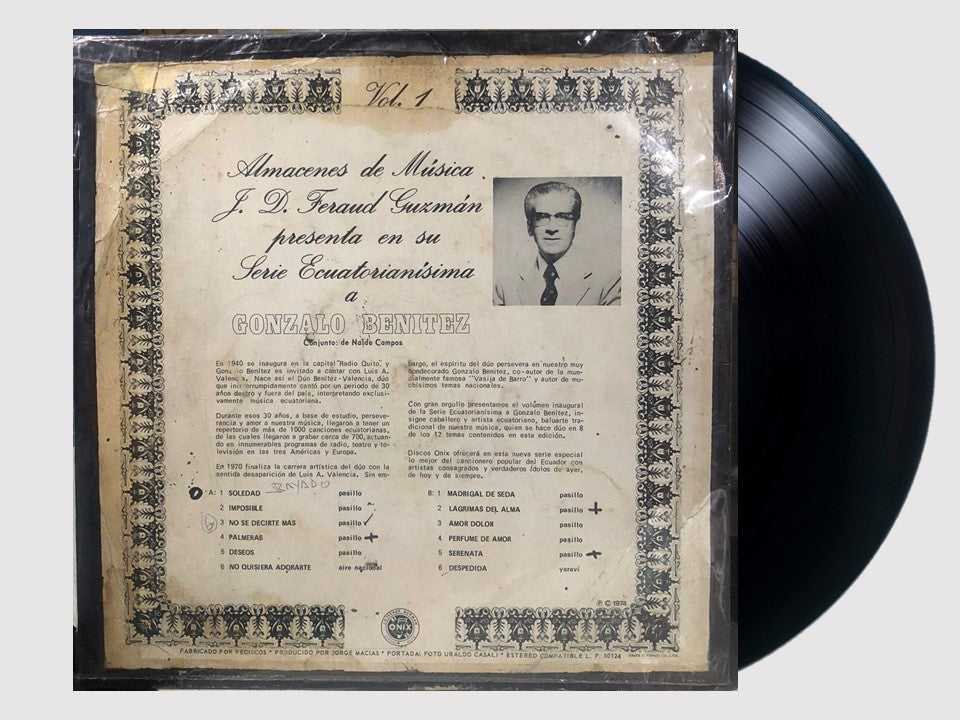 Vol. 1
Almacenes de Música
J. D. Feraud Guzmán
presenta en su
Serie Ecuatorianísima
a
GONZALO BENITEZ
Conjunto: de Naldo Campos
En 1940 se inaugura en la capital "Radio Quito", y
Benítez es invitado a cantar con Luis A.
Nace así el Dúo Benítez-Valencia, dúo
que cantó por un período de 30
años dentro y fuera del país, interpretando exclusi-
vamente música ecuatoriana.
Durante esos 30 años, a base de estudio, perseve-
rancia y amor a nuestra música, llegaron a tener un
repertorio de más de 1000 canciones ecuatorianas,
de las cuales llegaron a grabar cerca de 700, actuan-
do en innumerables programas de radio, teatro y te-
levisión en las tres Américas y Europa.
En 1970 finaliza la carrera artística del dúo con la
sentida desaparición de Luis A. Valencia. Sin em-
bargo, el espíritu del dúo persevera en nuestro muy
condecorado Gonzalo Benítez, co-autor de la mun-
dialmente famosa "Vasija de Barro" y autor de mu-
chísimos temas nacionales.
Con gran orgullo presentamos el volúmen inaugural
de la Serie Ecuatorianísima a Gonzalo Benítez, in-
signe caballero y artista ecuatoriano, baluarte tra-
dicional de nuestra música, quien se hace dúo en 8
de los 12 temas contenidos en esta edición.
Discos Onix ofrecerá en esta nueva serie especial
lo mejor del cancionero popular del Ecuador con
artistas consagrados y verdaderos ídolos de ayer,
de hoy y de siempre.
A: 1 SOLEDAD RAYADO pasillo
2 IMPOSIBLE pasillo
3 NO SE DECIRTE MAS pasillo
4 PALMERAS pasillo
5 DESEOS pasillo
6 NO QUISIERA ADORARTE aire nacional
B: 1 MADRIGAL DE SEDA pasillo
2 LAGRIMAS DEL ALMA pasillo
3 AMOR DOLOR pasillo
4 PERFUME DE AMOR pasillo
5 SERENATA pasillo
6 DESPEDIDA yaraví
℗ © 1974
ONIX
FABRICADO POR FEDISCOS * PRODUCIDO POR JORGE MACIAS * PORTADA: FOTO UBALDO CASALI * ESTEREO COMPATIBLE L. P. 50124